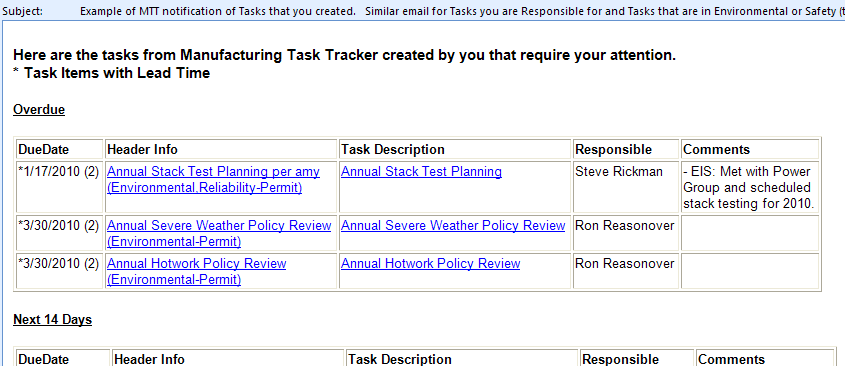 Subject: Example of MTT notification of Tasks that you created. Similar email for Tasks you are Responsible for and Tasks that are in Environmental or Safety (t
Here are the tasks from Manufacturing Task Tracker created by you that require your attention.
* Task Items with Lead Time
Overdue
DueDate Header Info Task Description Responsible Comments
*1/17/2010 (2) Annual Stack Test Planning per amy Annual Stack Test Planning Steve Rickman - EIS: Met with Power
(Environmental,Reliability-Permit) Group and scheduled
stack testing for 2010.
*3/30/2010 (2) Annual Severe Weather Policy Review Annual Severe Weather Policy Review Ron Reasonover
(Environmental-Permit)
*3/30/2010 (2) Annual Hotwork Policy Review Annual Hotwork Policy Review Ron Reasonover
(Environmental-Permit)
Next 14 Days
DueDate Header Info Task Description Responsible Comments